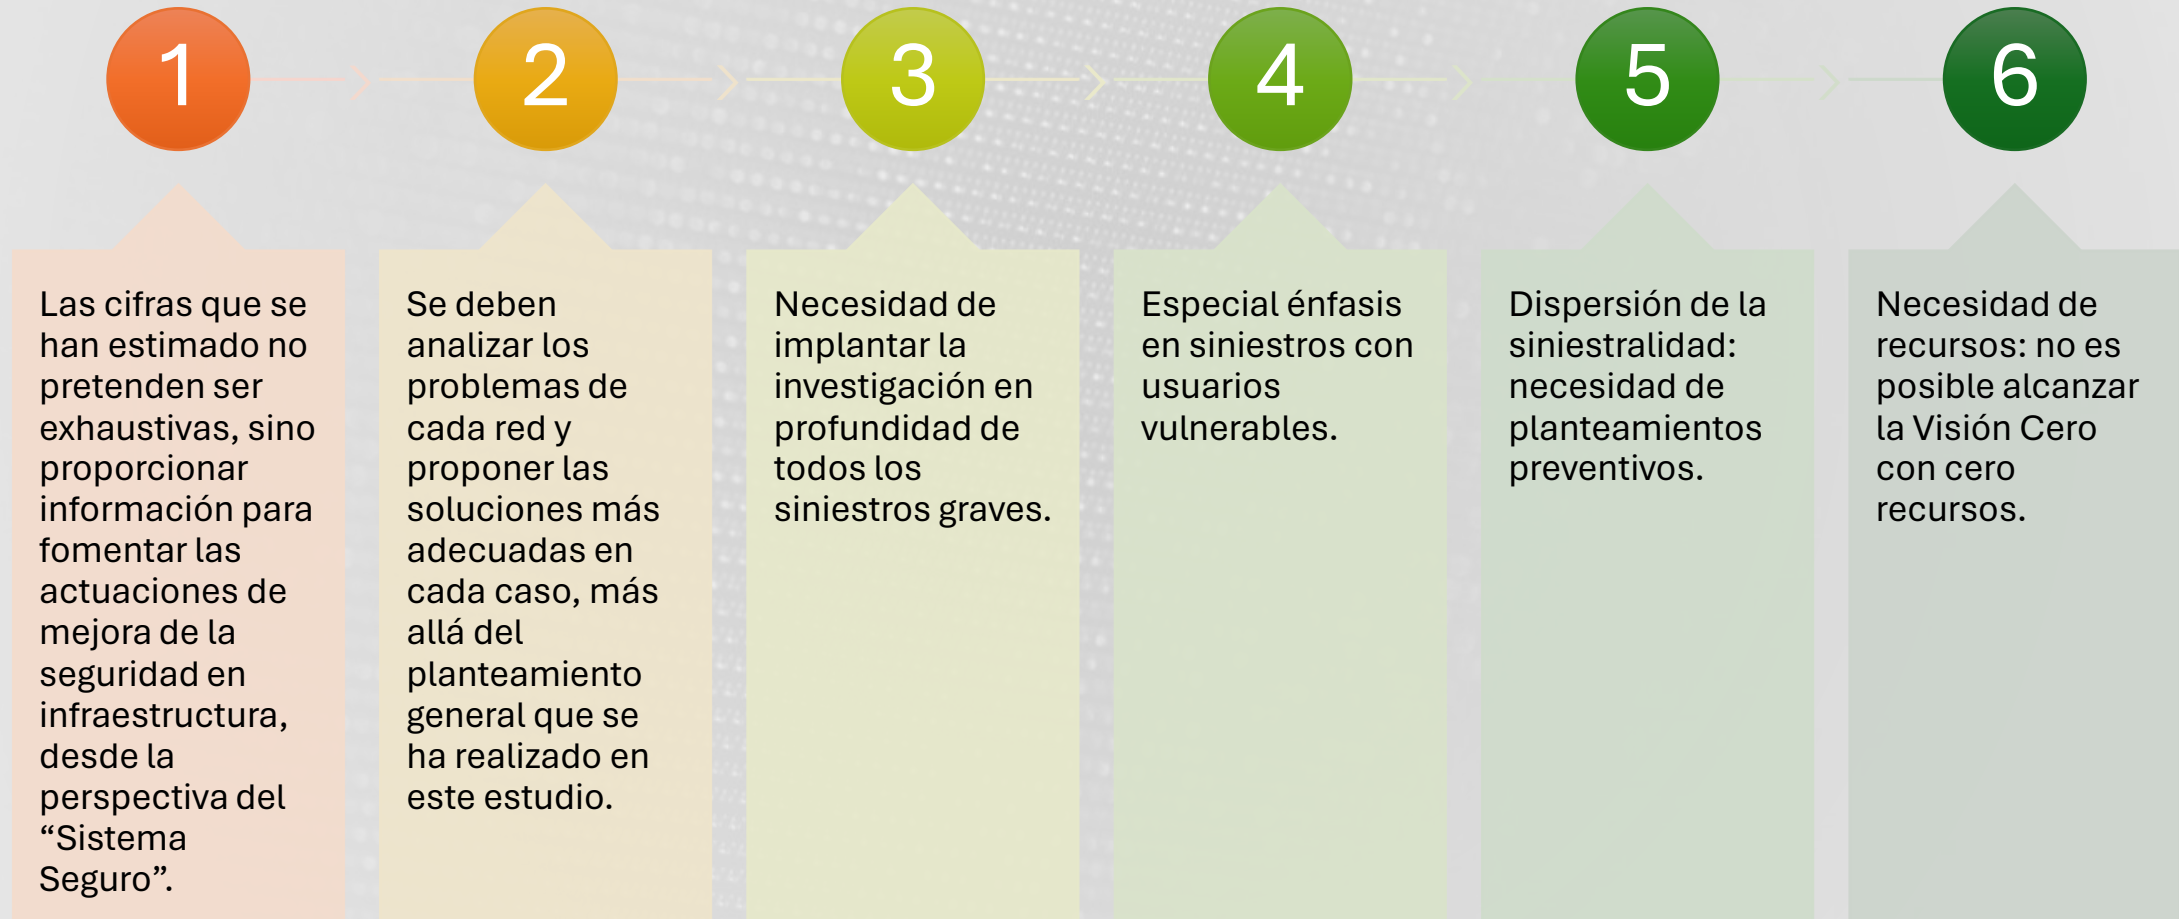 1
Las cifras que se
han estimado no
pretenden ser
exhaustivas, sino
proporcionar
información para
fomentar las
actuaciones de
mejora de la
seguridad en
infraestructura,
desde la
perspectiva del
“Sistema
Seguro”.
2
Se deben
analizar los
problemas de
cada red y
proponer las
soluciones más
adecuadas en
cada caso, más
allá del
planteamiento
general que se
ha realizado en
este estudio.
3
Necesidad de
implantar la
investigación en
profundidad de
todos los
siniestros graves.
4
Especial énfasis
en siniestros con
usuarios
vulnerables.
5
Dispersión de la
siniestralidad:
necesidad de
planteamientos
preventivos.
6
Necesidad de
recursos: no es
posible alcanzar
la Visión Cero
con cero
recursos.